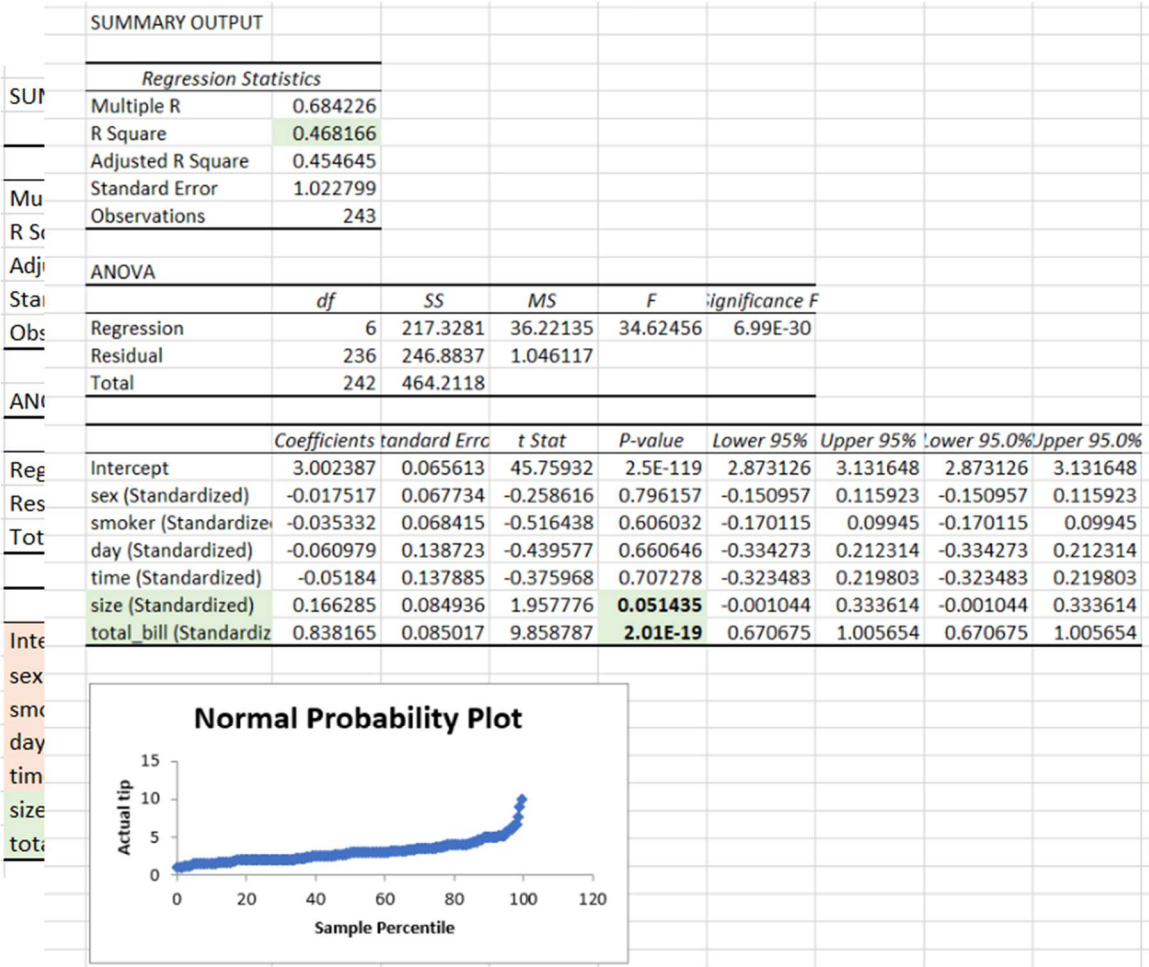 SUMMARY OUTPUT
Regression Statistics
Multiple R 0.684226
R Square 0.468166
Adjusted R Square 0.454645
Standard Error 1.022799
Observations 243
ANOVA
df SS MS F ignificance F
Regression 6 217.3281 36.22135 34.62456 6.99E-30
Residual 236 246.8837 1.046117
Total 242 464.2118
Coefficients tandard Erro t Stat P-value Lower 95% Upper 95% Lower 95.0% Upper 95.0%
Intercept 3.002387 0.065613 45.75932 2.5E-119 2.873126 3.131648 2.873126 3.131648
sex (Standardized) -0.017517 0.067734 -0.258616 0.796157 -0.150957 0.115923 -0.150957 0.115923
smoker (Standardize -0.035332 0.068415 -0.516438 0.606032 -0.170115 0.09945 -0.170115 0.09945
day (Standardized) -0.060979 0.138723 -0.439577 0.660646 -0.334273 0.212314 -0.334273 0.212314
time (Standardized) -0.05184 0.137885 -0.375968 0.707278 -0.323483 0.219803 -0.323483 0.219803
size (Standardized) 0.166285 0.084936 1.957776 0.051435 -0.001044 0.333614 -0.001044 0.333614
total_bill (Standardiz 0.838165 0.085017 9.858787 2.01E-19 0.670675 1.005654 0.670675 1.005654
Normal Probability Plot
15
10
5
0
Actual tip
0 20 40 60 80 100 120
Sample Percentile
SUM
Mu
R S
Adj
Sta
Obs
AN
Reg
Res
Tot
Inte
sex
smo
day
tim
size
tota